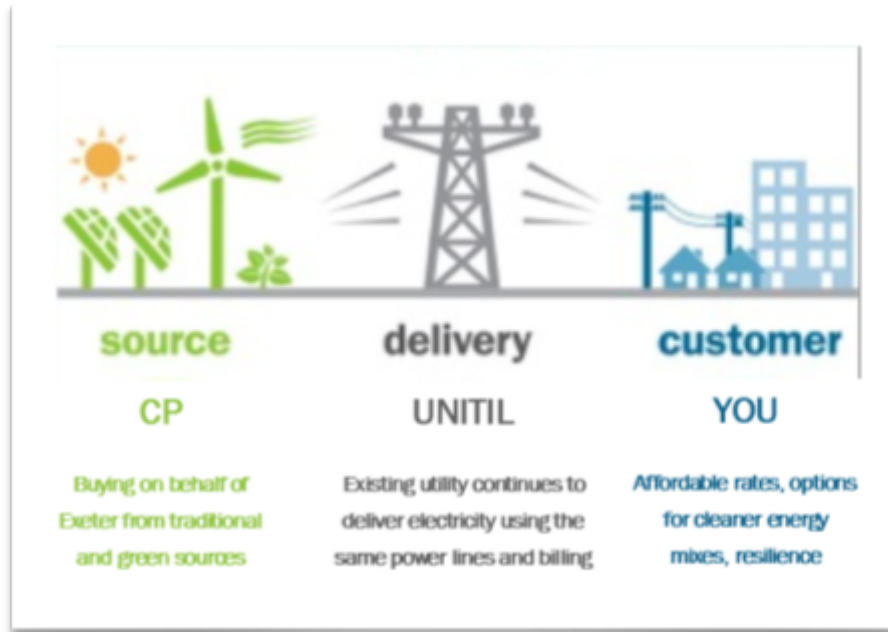 source
delivery
customer
CP
UNITIL
YOU
Buying on behalf of
Exeter from traditional
and green sources
Existing utility continues to
deliver electricity using the
same power lines and billing
Affordable rates, options
for cleaner energy
mixes, resilience